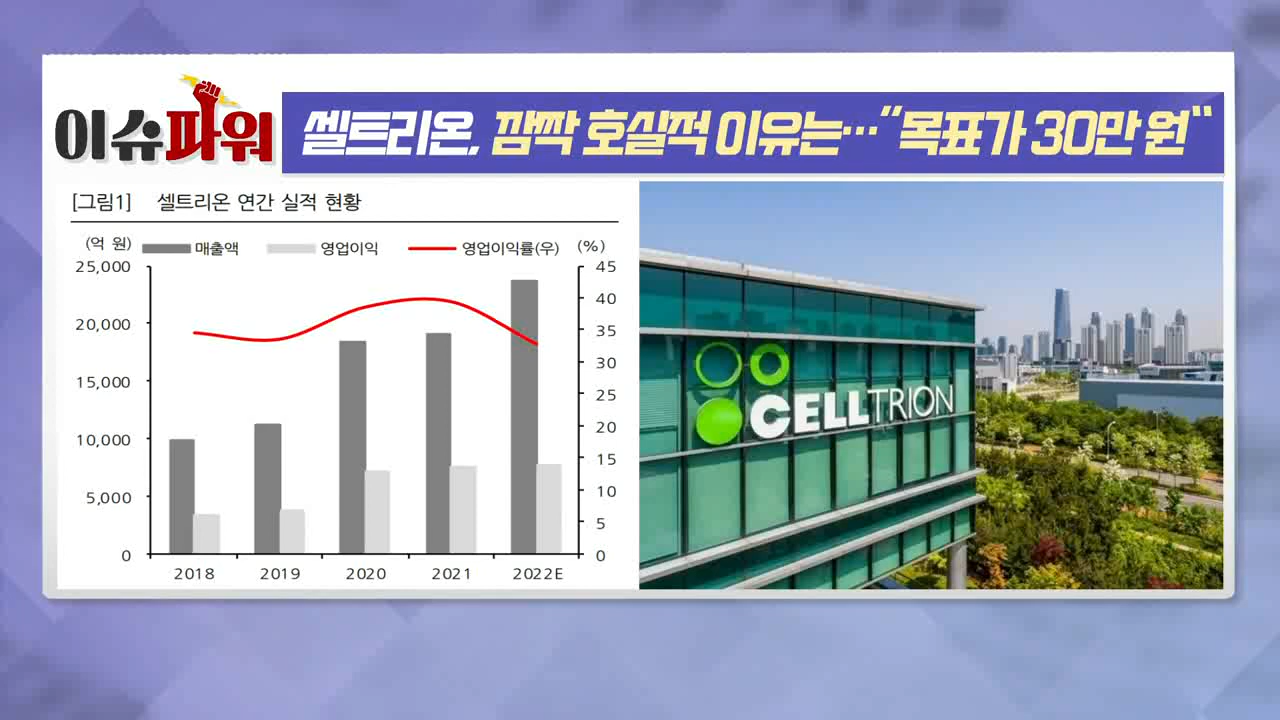 이슈파워
셀트리온, 깜짝 호실적 이유는…“목표가 30만 원“
[그림1] 셀트리온 연간 실적 현황
(억 원) 매출액 영업이익 영업이익률(우) (%)
25,000
20,000
15,000
10,000
5,000
0
45
40
35
30
25
20
15
10
5
0
2018 2019 2020 2021 2022E
CELLTRION